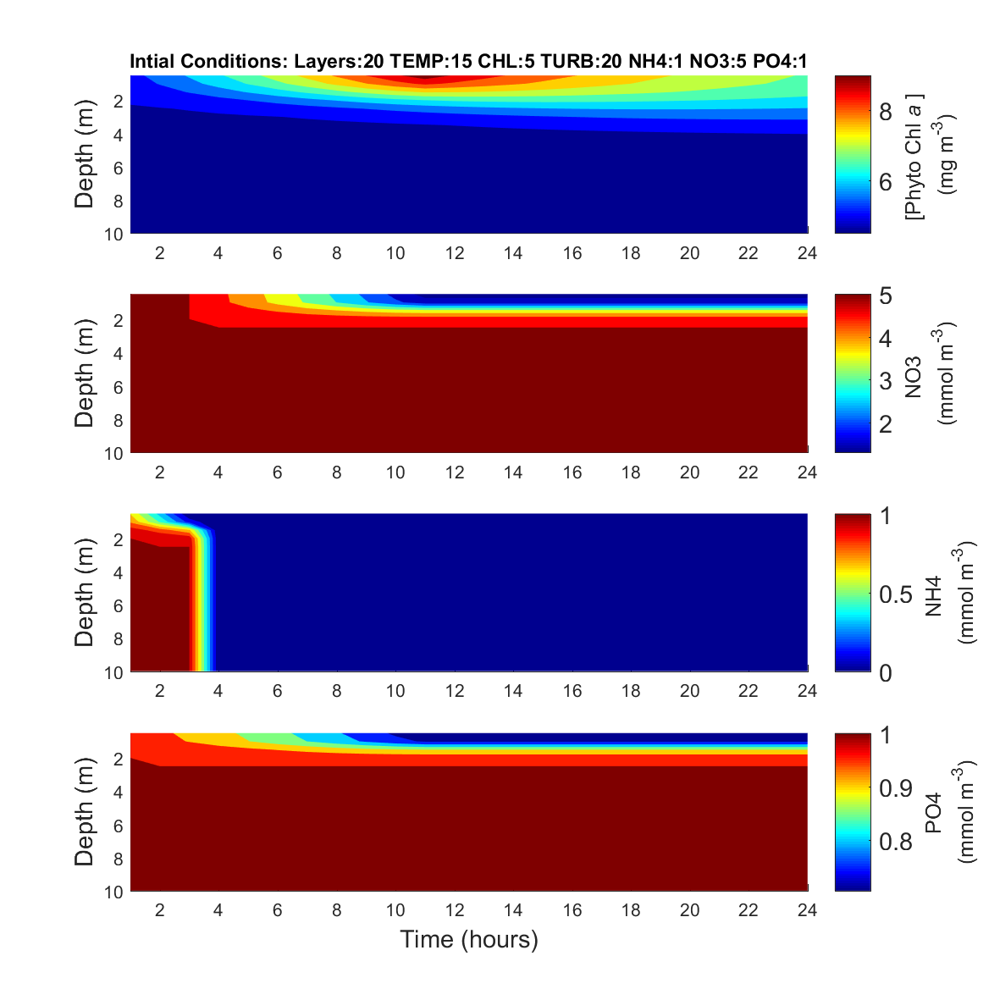 Intial Conditions: Layers:20 TEMP:15 CHL:5 TURB:20 NH4:1 NO3:5 PO4:1
Depth (m)
2
4
6
8
10
2 4 6 8 10 12 14 16 18 20 22 24
8
6
[Phyto Chl a ]
(mg m-3)
Depth (m)
2
4
6
8
10
2 4 6 8 10 12 14 16 18 20 22 24
5
4
3
2
NO3
(mmol m-3)
Depth (m)
2
4
6
8
10
2 4 6 8 10 12 14 16 18 20 22 24
1
0.5
0
NH4
(mmol m-3)
Depth (m)
2
4
6
8
10
2 4 6 8 10 12 14 16 18 20 22 24
1
0.9
0.8
PO4
(mmol m-3)
Time (hours)